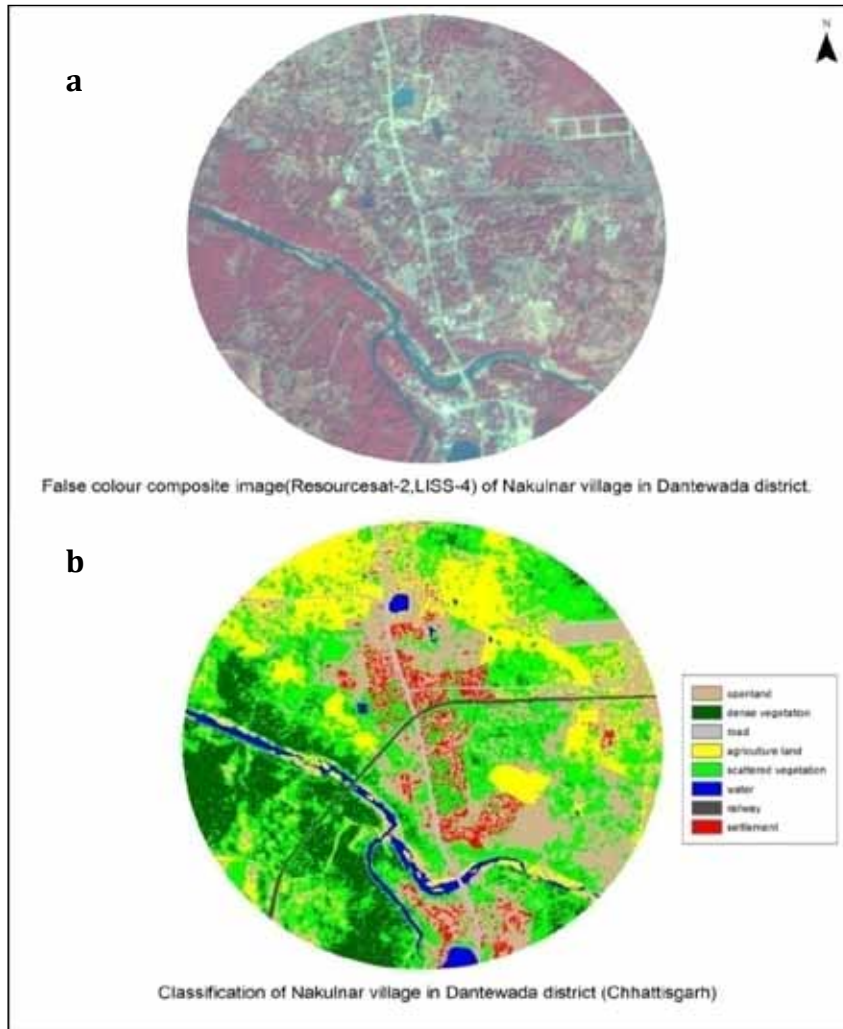 N
a
False colour composite image(Resourcesat-2,LISS-4) of Nakulnar village in Dantewada district.
b
openland
dense vegetation
road
agriculture land
scattered vegetation
water
railway
settlement
Classification of Nakulnar village in Dantewada district (Chhattisgarh)